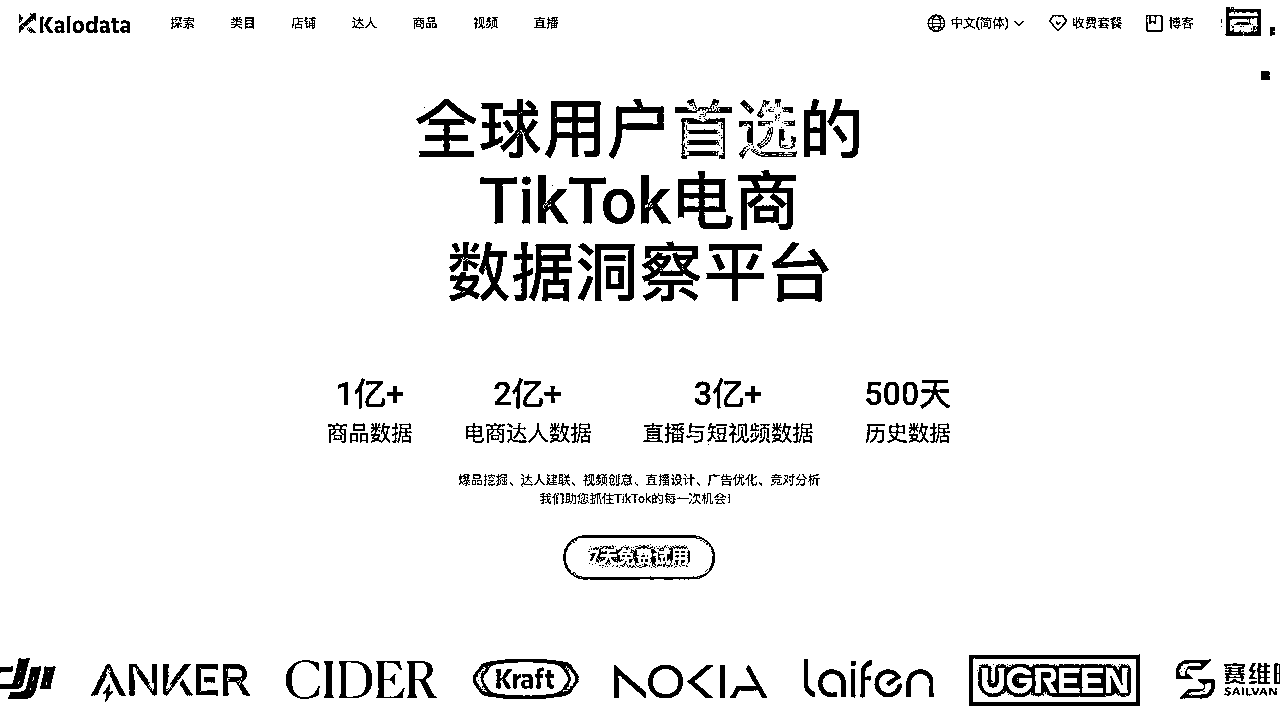 Kalodata 探索 类目 店铺 达人 商品 视频 直播 中文(简体) 收费套餐 博客
全球用户首选的
TikTok电商
数据洞察平台
1亿+ 2亿+ 3亿+ 500天
商品数据 电商达人数据 直播与短视频数据 历史数据
爆品挖掘、达人建联、视频创意、直播设计、广告优化、竞对分析
我们助您抓住TikTok的每一次机会!
7天免费试用
dji ANKER CIDER Kraft NOKIA laifen UGREEN 赛维
SAILVAN